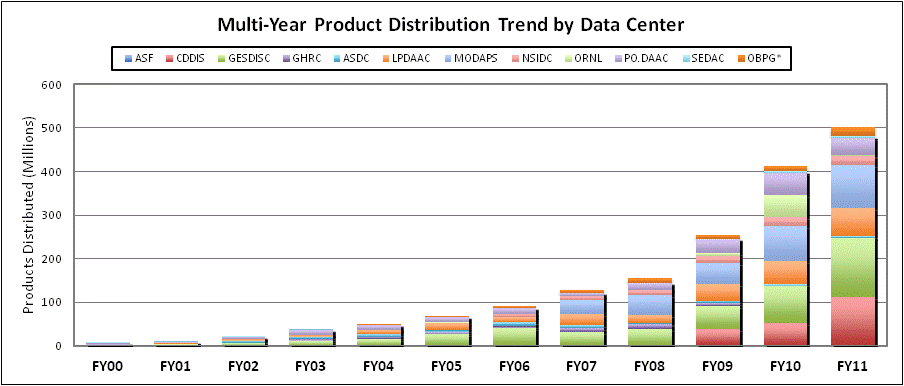 Multi-Year Product Distribution Trend by Data Center
ASF CDDIS GESDISC GHRC ASDC LPDAAC MODAPS NSIDC ORNL PO.DAAC SEDAC OBPG*
Products Distributed (Millions)
600
500
400
300
200
100
0
FY00 FY01 FY02 FY03 FY04 FY05 FY06 FY07 FY08 FY09 FY10 FY11